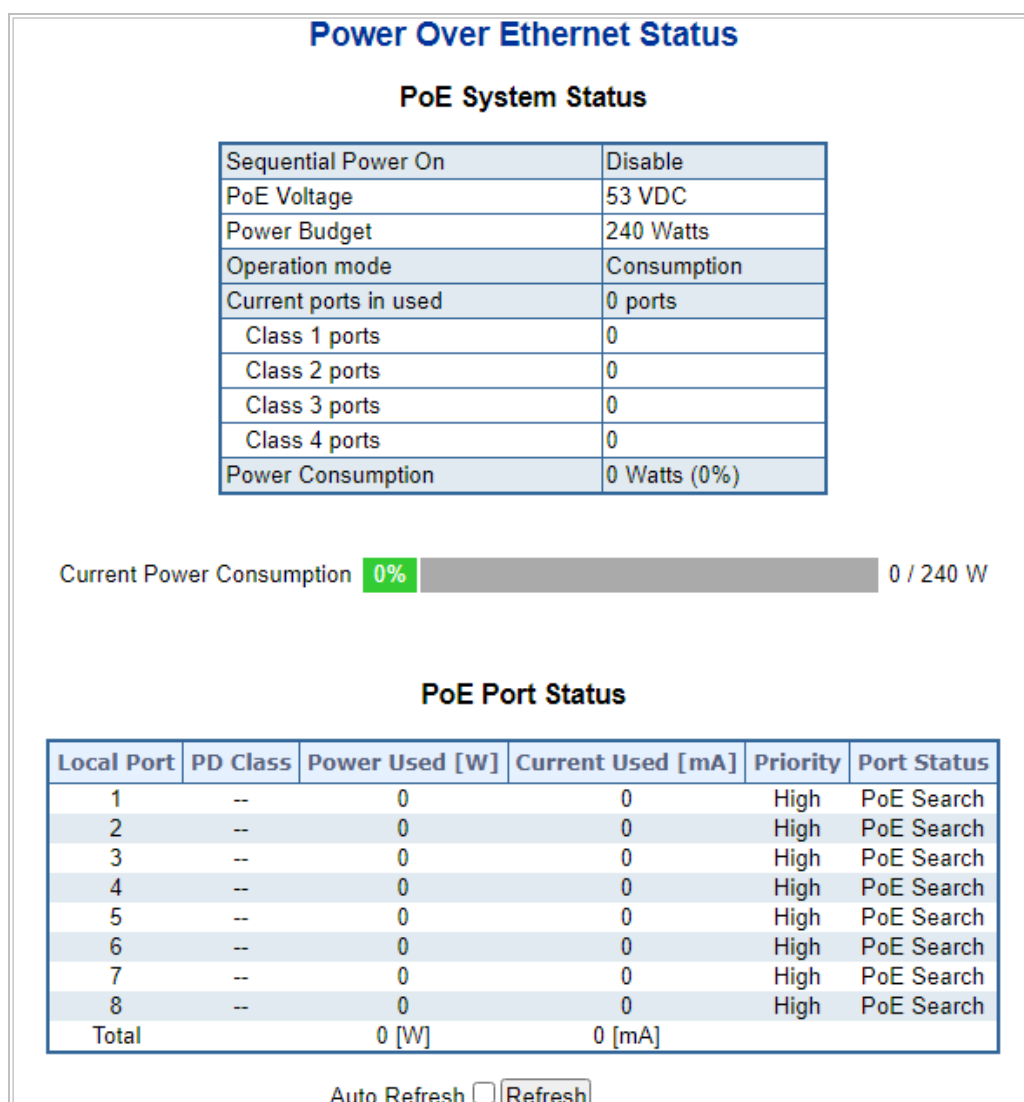 Power Over Ethernet Status
PoE System Status
Sequential Power On Disable
PoE Voltage 53 VDC
Power Budget 240 Watts
Operation mode Consumption
Current ports in used 0 ports
Class 1 ports 0
Class 2 ports 0
Class 3 ports 0
Class 4 ports 0
Power Consumption 0 Watts (0%)
Current Power Consumption 0% 0 / 240 W
PoE Port Status
Local Port PD Class Power Used [W] Current Used [mA] Priority Port Status
1 -- 0 0 High PoE Search
2 -- 0 0 High PoE Search
3 -- 0 0 High PoE Search
4 -- 0 0 High PoE Search
5 -- 0 0 High PoE Search
6 -- 0 0 High PoE Search
7 -- 0 0 High PoE Search
8 -- 0 0 High PoE Search
Total 0 [W] 0 [mA]
Auto Refresh Refresh